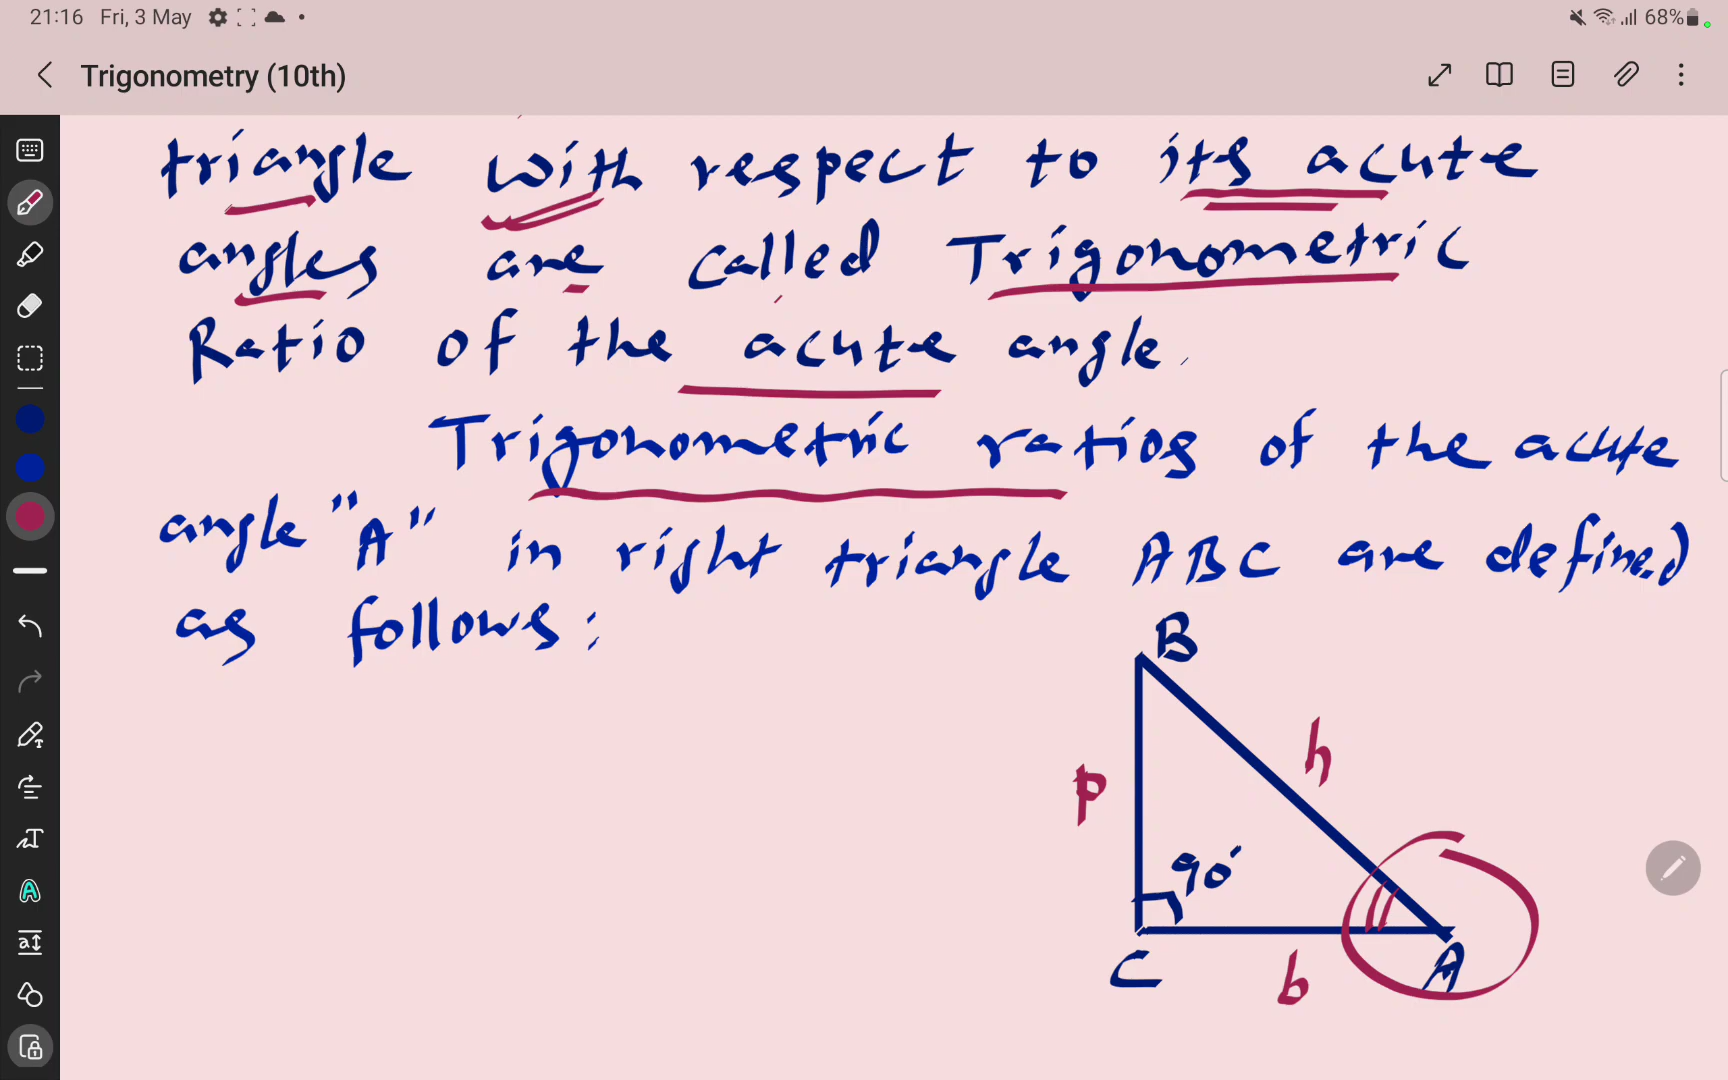 21:16 Fri, 3 May
68%
Trigonometry (10th)
triangle with respect to its acute
angles are called Trigonometric
Ratio of the acute angle.
Trigonometric ratios of the acute
angle "A" in right triangle ABC are defined
as follows:
B
h
p
90°
C
b
A